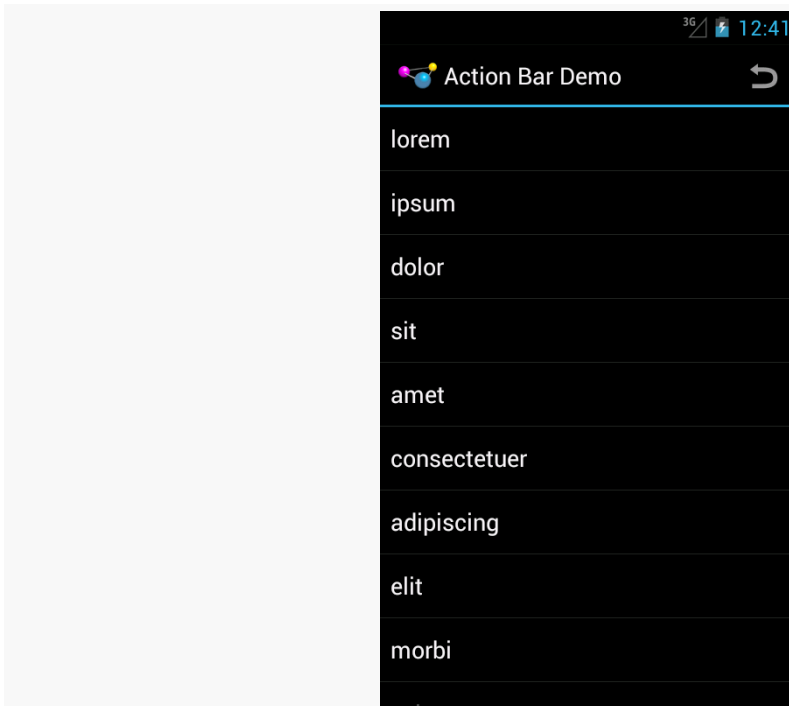 3G 12:41
Action Bar Demo
lorem
ipsum
dolor
sit
amet
consectetuer
adipiscing
elit
morbi